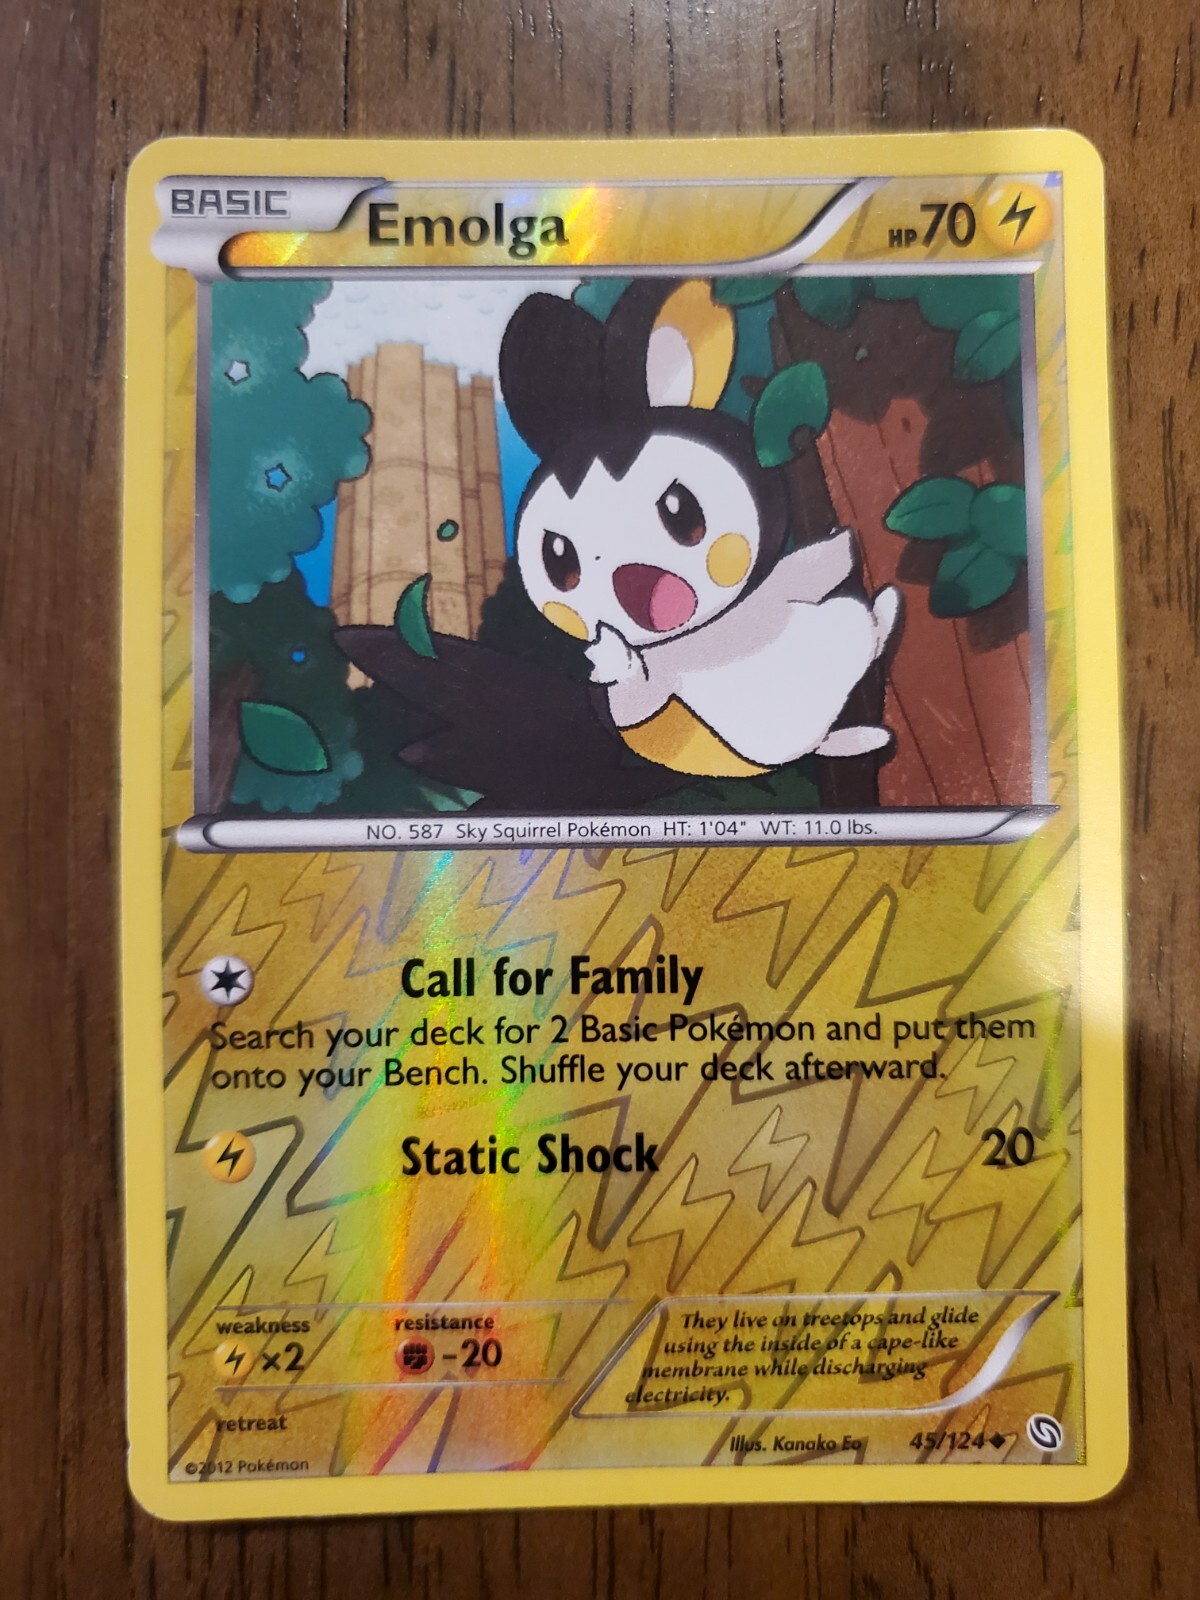 BASIC Emolga HP70
NO. 587 Sky Squirrel Pokémon HT: 1'04" WT: 11.0 lbs.
Call for Family
Search your deck for 2 Basic Pokémon and put them
onto your Bench. Shuffle your deck afterward.
Static Shock 20
weakness
×2
resistance
-20
They live on treetops and glide
using the inside of a cape-like
membrane while discharging
electricity.
retreat
Illus. Kanako Eo 45/124
©2012 Pokémon